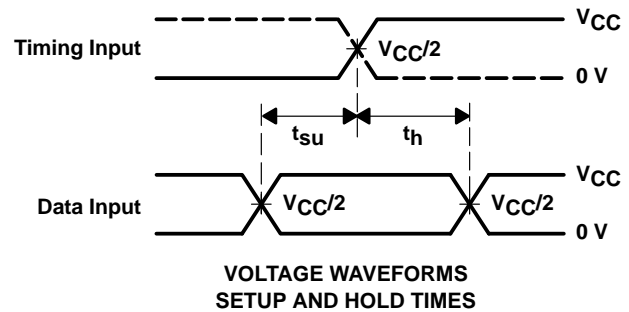 VCC
Timing Input
VCC/2
0 V
tsu
th
VCC
Data Input
VCC/2
VCC/2
0 V
VOLTAGE WAVEFORMS
SETUP AND HOLD TIMES